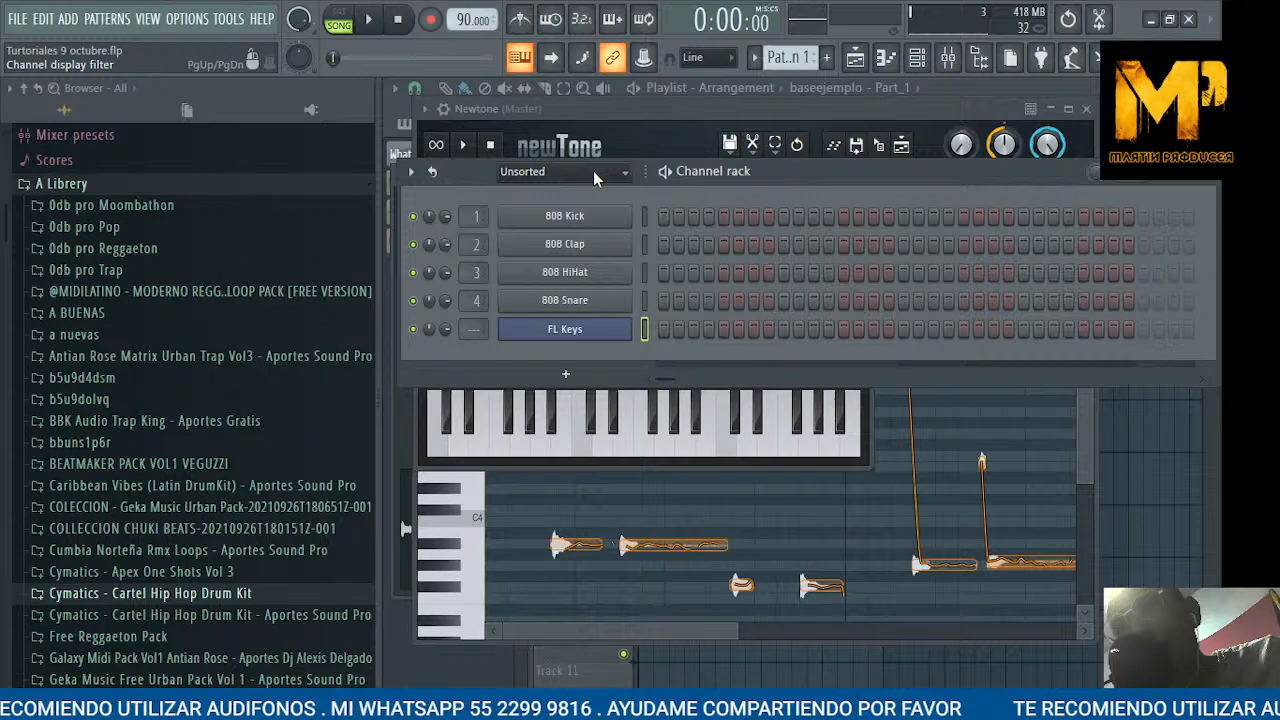 FILE EDIT ADD PATTERNS VIEW OPTIONS TOOLS HELP
PAT
SONG
90.000
3.2.
0:00:00
M:S:CS
3
418 MB
32
Turtoriales 9 octubre.flp
Channel display filter
PgUp/PgDn
Line
Pat..n 1
Browser - All
Playlist - Arrangement
baseejemplo - Part_1
Mixer presets
Scores
A Librery
0db pro Moombathon
0db pro Pop
0db pro Reggaeton
0db pro Trap
@MIDILATINO - MODERNO REGG..LOOP PACK [FREE VERSION]
A BUENAS
a nuevas
Antian Rose Matrix Urban Trap Vol3 - Aportes Sound Pro
b5u9d4dsm
b5u9dolvq
BBK Audio Trap King - Aportes Gratis
bbuns1p6r
BEATMAKER PACK VOL1 VEGUZZI
Caribbean Vibes (Latin DrumKit) - Aportes Sound Pro
COLECCION - Geka Music Urban Pack-20210926T180651Z-001
COLLECCION CHUKI BEATS-20210926T180151Z-001
Cumbia Norteña Rmx Loops - Aportes Sound Pro
Cymatics - Apex One Shots Vol 3
Cymatics - Cartel Hip Hop Drum Kit
Cymatics - Cartel Hip Hop Drum Kit - Aportes Sound Pro
Free Reggaeton Pack
Galaxy Midi Pack Vol1 Antian Rose - Aportes Dj Alexis Delgado
Geka Music Free Urban Pack Vol 1 - Aportes Sound Pro
Newtone (Master)
newTone
What
Unsorted
Channel rack
1
808 Kick
2
808 Clap
3
808 HiHat
4
808 Snare
---
FL Keys
+
C4
Track 11
MP
MARTIN PRODUCER
ECOMIENDO UTILIZAR AUDIFONOS . MI WHATSAPP 55 2299 9816 . AYUDAME COMPARTIENDO POR FAVOR
TE RECOMIENDO UTILIZAR AU